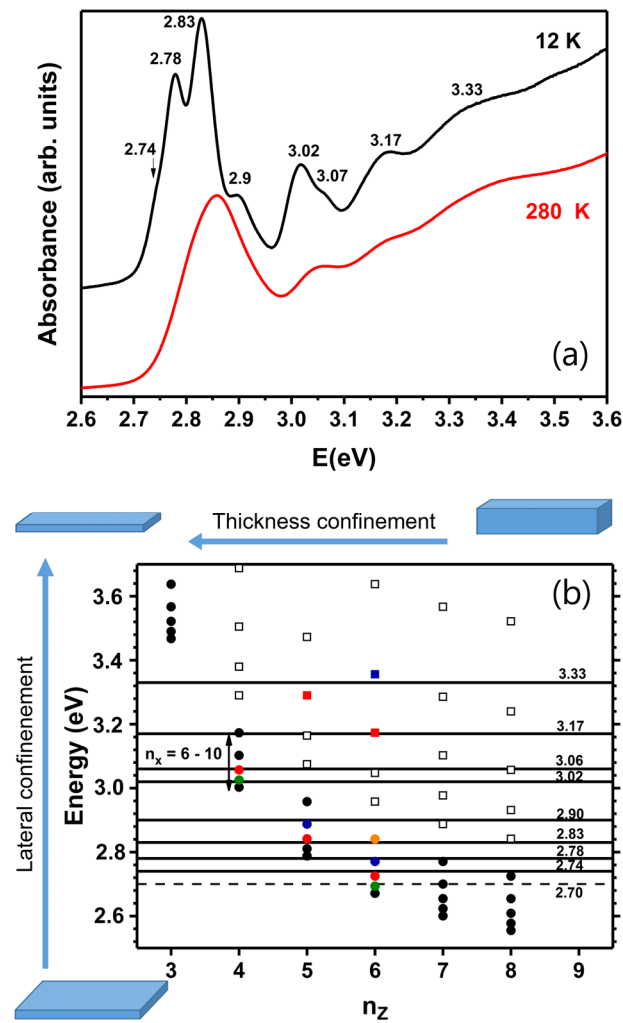 2.83
12 K
2.78
3.33
2.74
3.17
3.02
3.07
2.9
280 K
Absorbance (arb. units)
(a)
2.6 2.7 2.8 2.9 3.0 3.1 3.2 3.3 3.4 3.5 3.6
E(eV)
Thickness confinement
Lateral confinenement
(b)
3.6
3.4
3.2
3.0
2.8
2.6
Energy (eV)
nx = 6 - 10
3.33
3.17
3.06
3.02
2.90
2.83
2.78
2.74
2.70
3 4 5 6 7 8 9
nZ